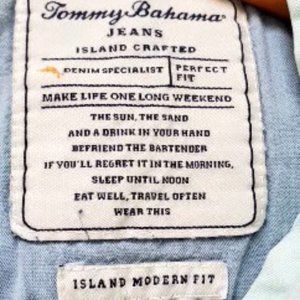 Tommy Bahama®
JEANS
ISLAND CRAFTED
DENIM SPECIALIST PERFECT FIT
MAKE LIFE ONE LONG WEEKEND
THE SUN, THE SAND
AND A DRINK IN YOUR HAND
BEFRIEND THE BARTENDER
IF YOU'LL REGRET IT IN THE MORNING,
SLEEP UNTIL NOON
EAT WELL, TRAVEL OFTEN
WEAR THIS
ISLAND MODERN FIT